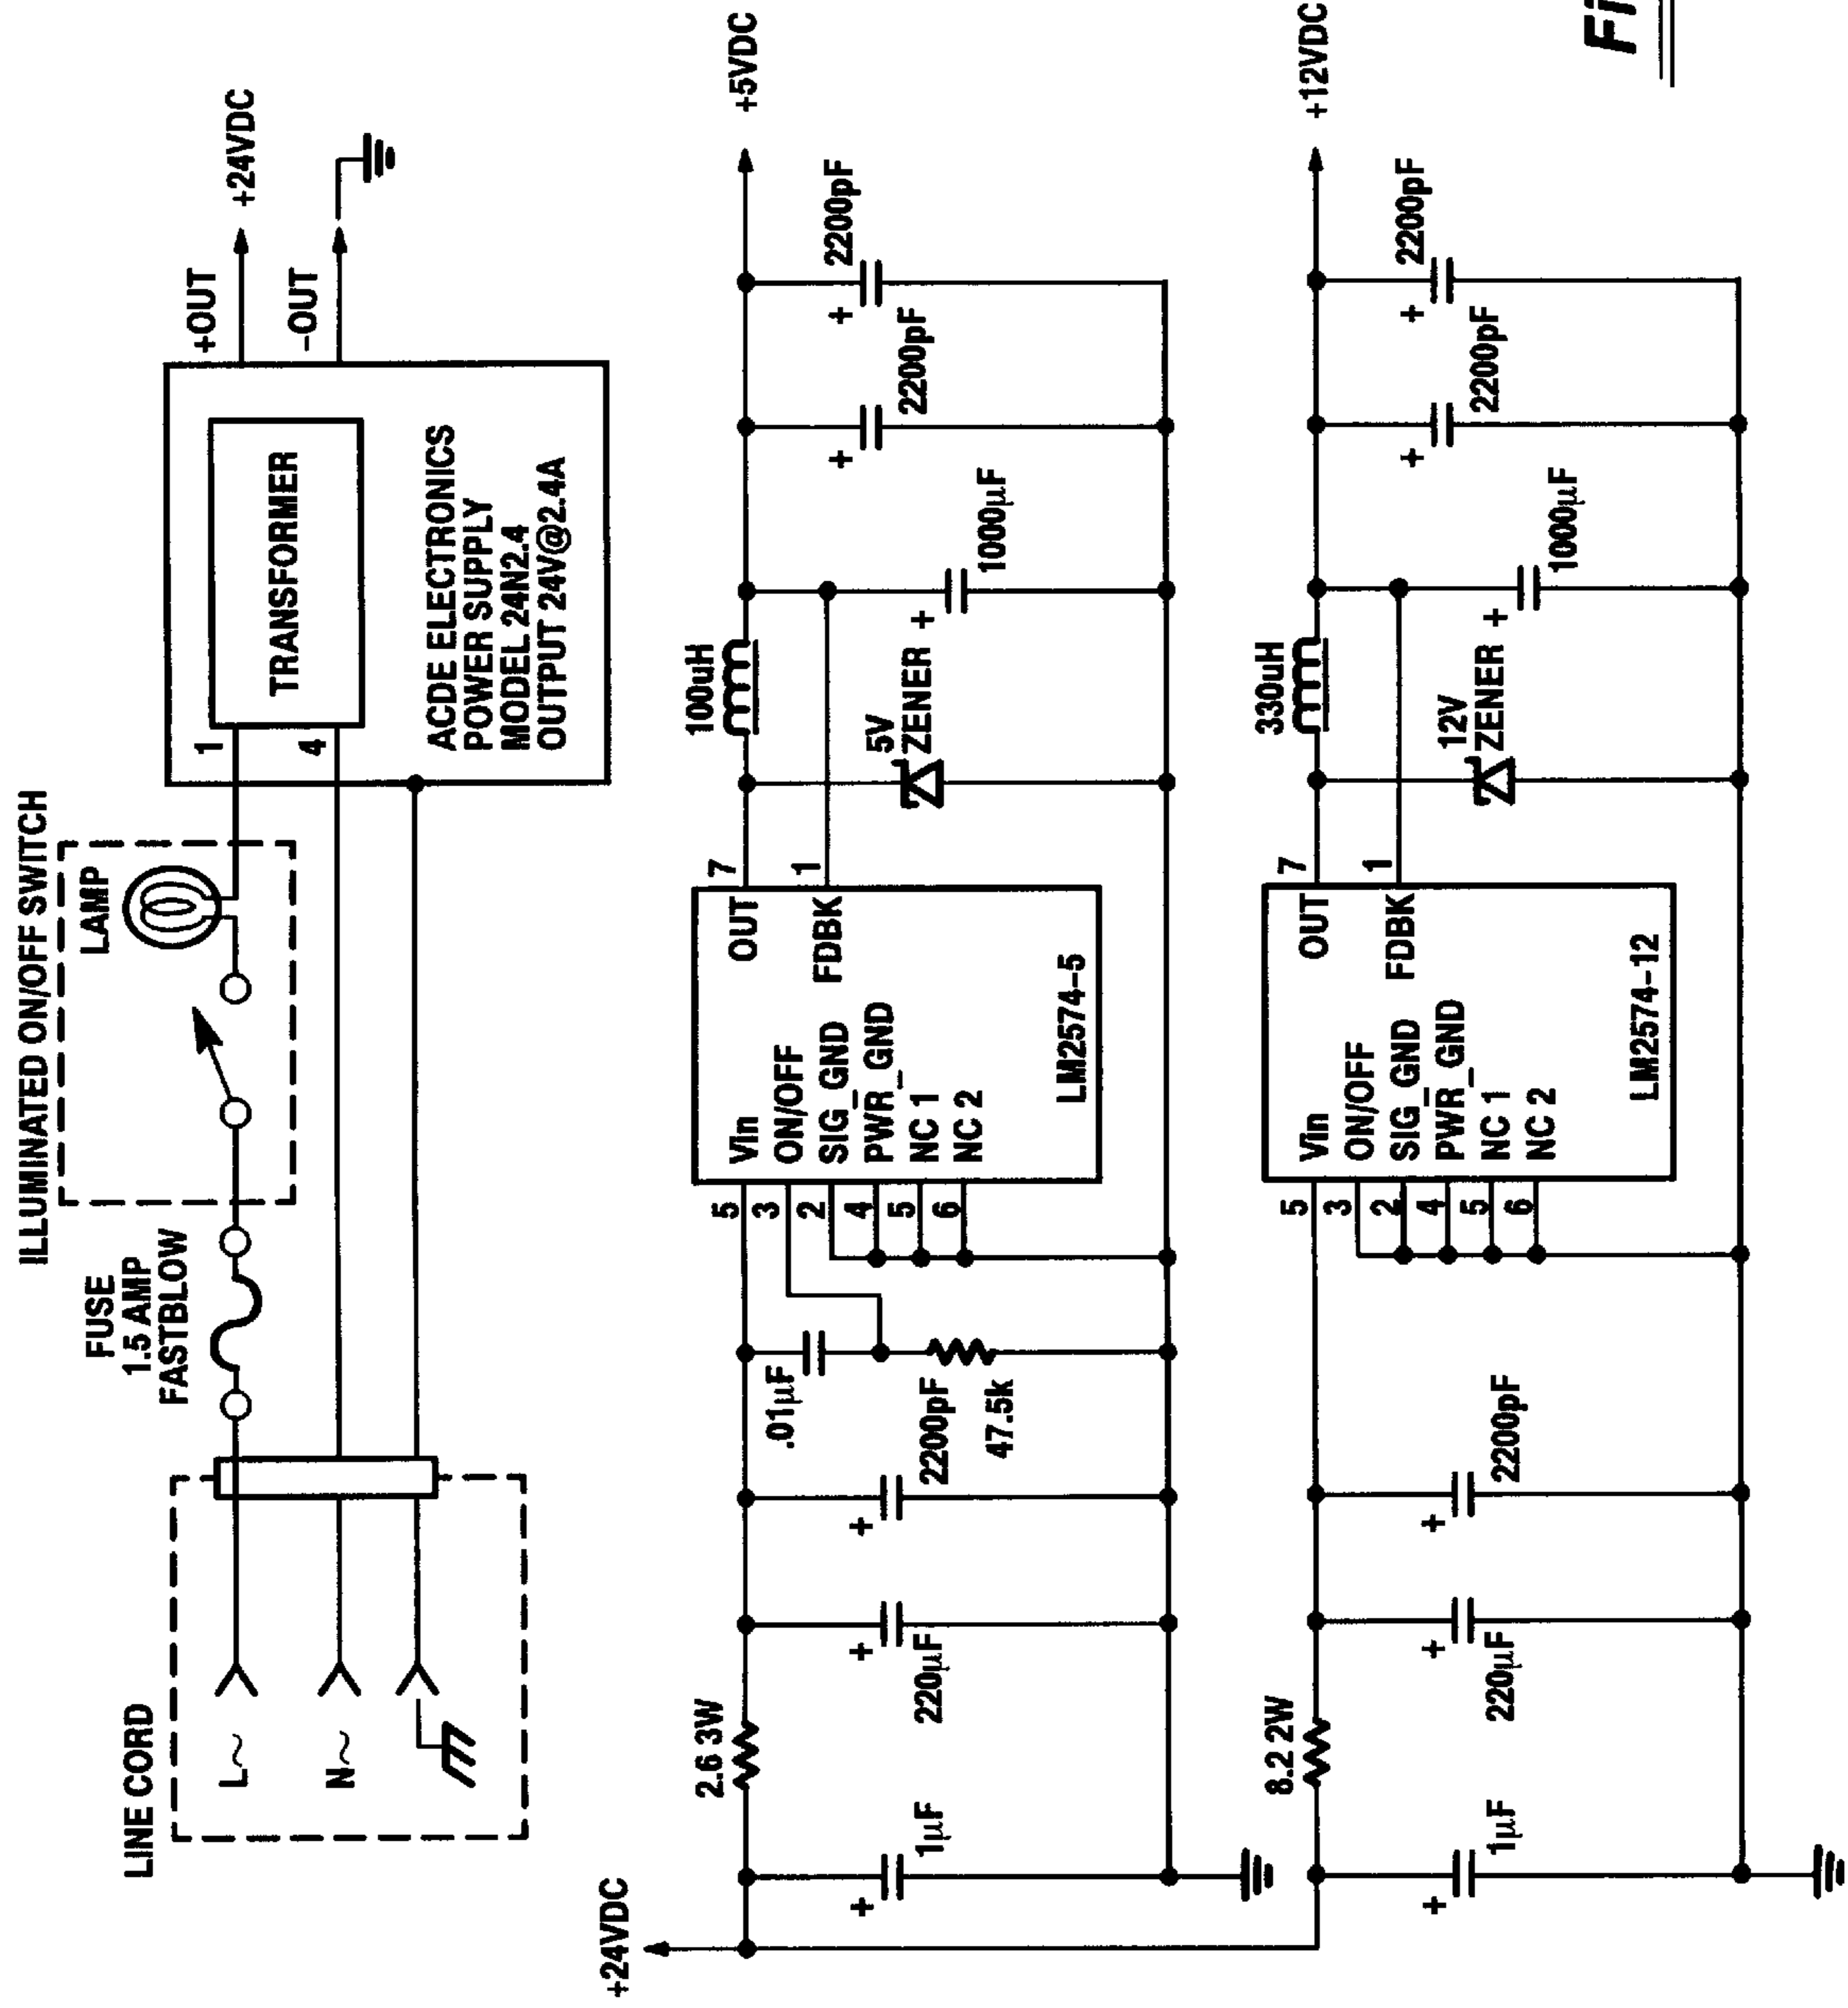 ILLUMINATED ON/OFF SWITCH
LAMP
FUSE
1.5 AMP
FASTBLOW
LINE CORD
L~
N~
1
4
TRANSFORMER
ACDE ELECTRONICS
POWER SUPPLY
MODEL 24N2.4
OUTPUT 24V@2.4A
+OUT
-OUT
+24VDC
+24VDC
2.6 3W
+
1µF
+
220µF
+
2200pF
.01µF
47.5k
5
3
2
4
5
6
Vin
ON/OFF
SIG_GND
PWR_GND
NC 1
NC 2
OUT
FDBK
LM2574-5
7
1
100uH
5V
ZENER
+
1000µF
+
2200pF
+
2200pF
+5VDC
8.2 2W
+
1µF
+
220µF
+
2200pF
5
3
2
4
5
6
Vin
ON/OFF
SIG_GND
PWR_GND
NC 1
NC 2
OUT
FDBK
LM2574-12
7
1
330uH
12V
ZENER
+
1000µF
+
2200pF
+
2200pF
+12VDC
Fi